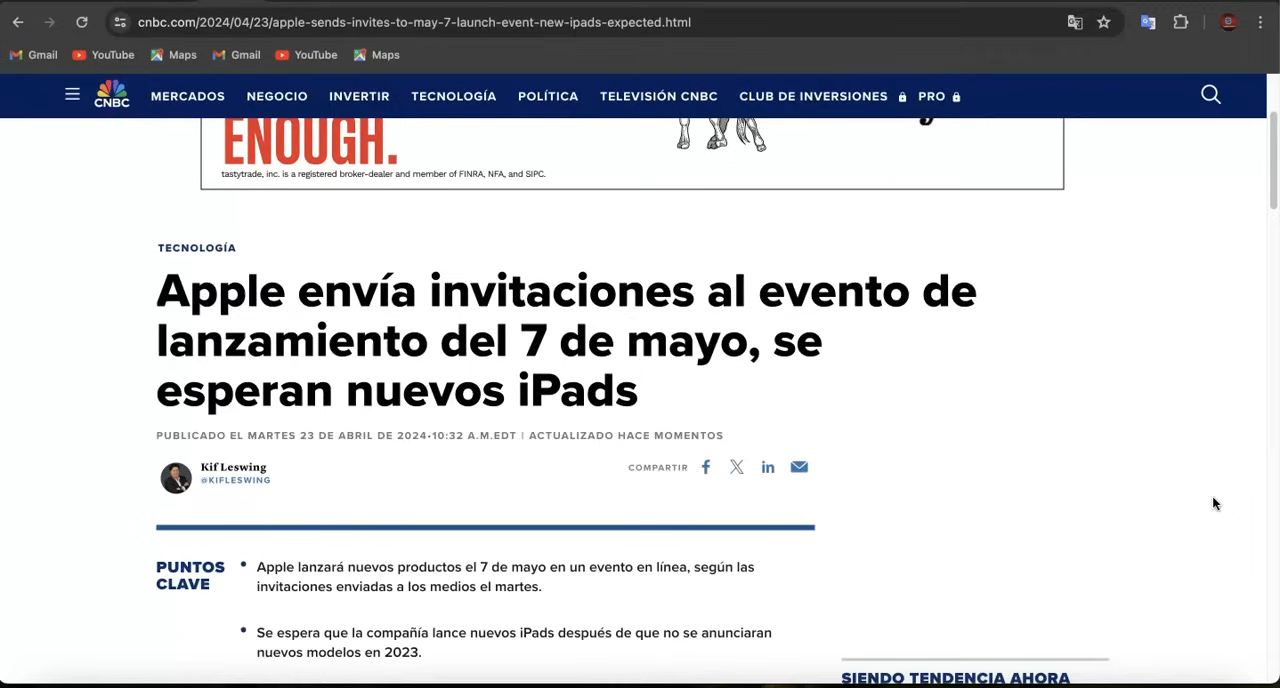 cnbc.com/2024/04/23/apple-sends-invites-to-may-7-launch-event-new-ipads-expected.html
Gmail YouTube Maps Gmail YouTube Maps
CNBC MERCADOS NEGOCIO INVERTIR TECNOLOGÍA POLÍTICA TELEVISIÓN CNBC CLUB DE INVERSIONES PRO
ENOUGH.
tastytrade, inc. is a registered broker-dealer and member of FINRA, NFA, and SIPC.
TECNOLOGÍA
Apple envía invitaciones al evento de
lanzamiento del 7 de mayo, se
esperan nuevos iPads
PUBLICADO EL MARTES 23 DE ABRIL DE 2024•10:32 A.M.EDT | ACTUALIZADO HACE MOMENTOS
Kif Leswing
@KIFLESWING
COMPARTIR
PUNTOS
CLAVE
• Apple lanzará nuevos productos el 7 de mayo en un evento en línea, según las
invitaciones enviadas a los medios el martes.
• Se espera que la compañía lance nuevos iPads después de que no se anunciaran
nuevos modelos en 2023.
SIENDO TENDENCIA AHORA